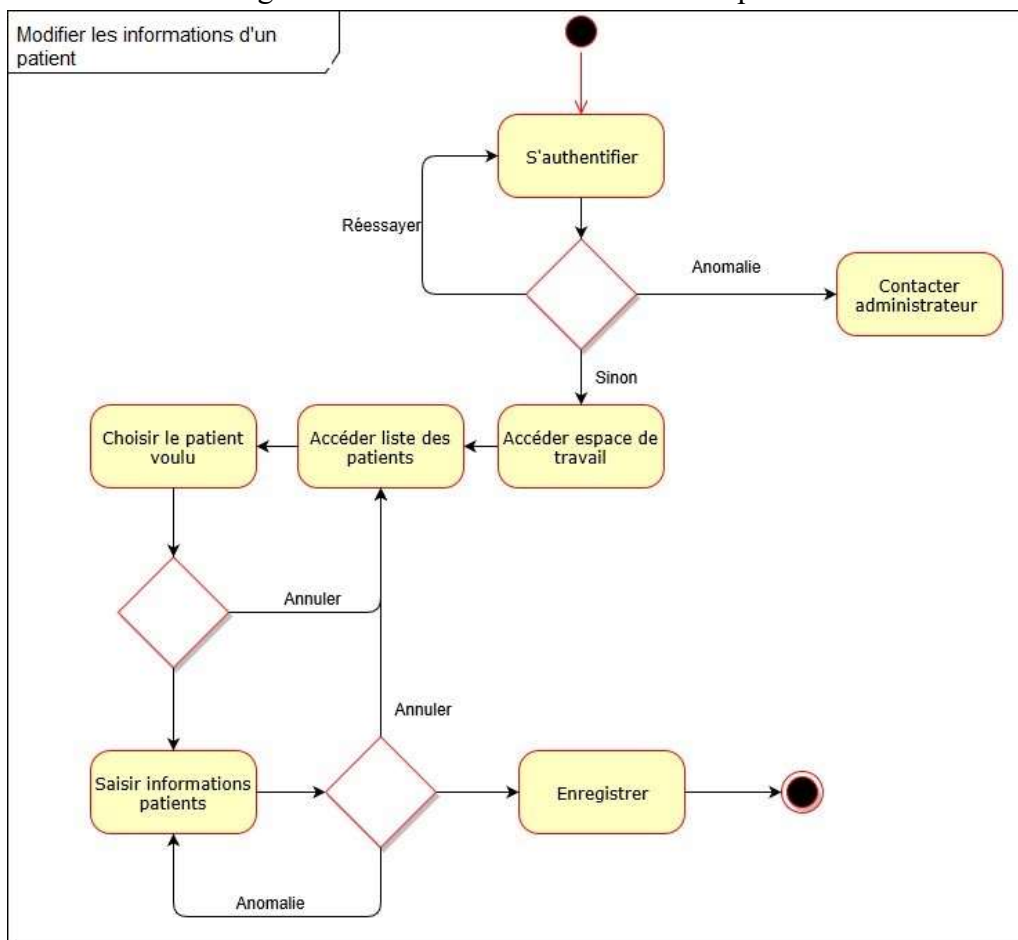 Modifier les informations d'un
patient
S'authentifier
Réessayer
Anomalie
Contacter
administrateur
Sinon
Choisir le patient
voulu
Accéder liste des
patients
Accéder espace de
travail
Annuler
Annuler
Saisir informations
patients
Enregistrer
Anomalie